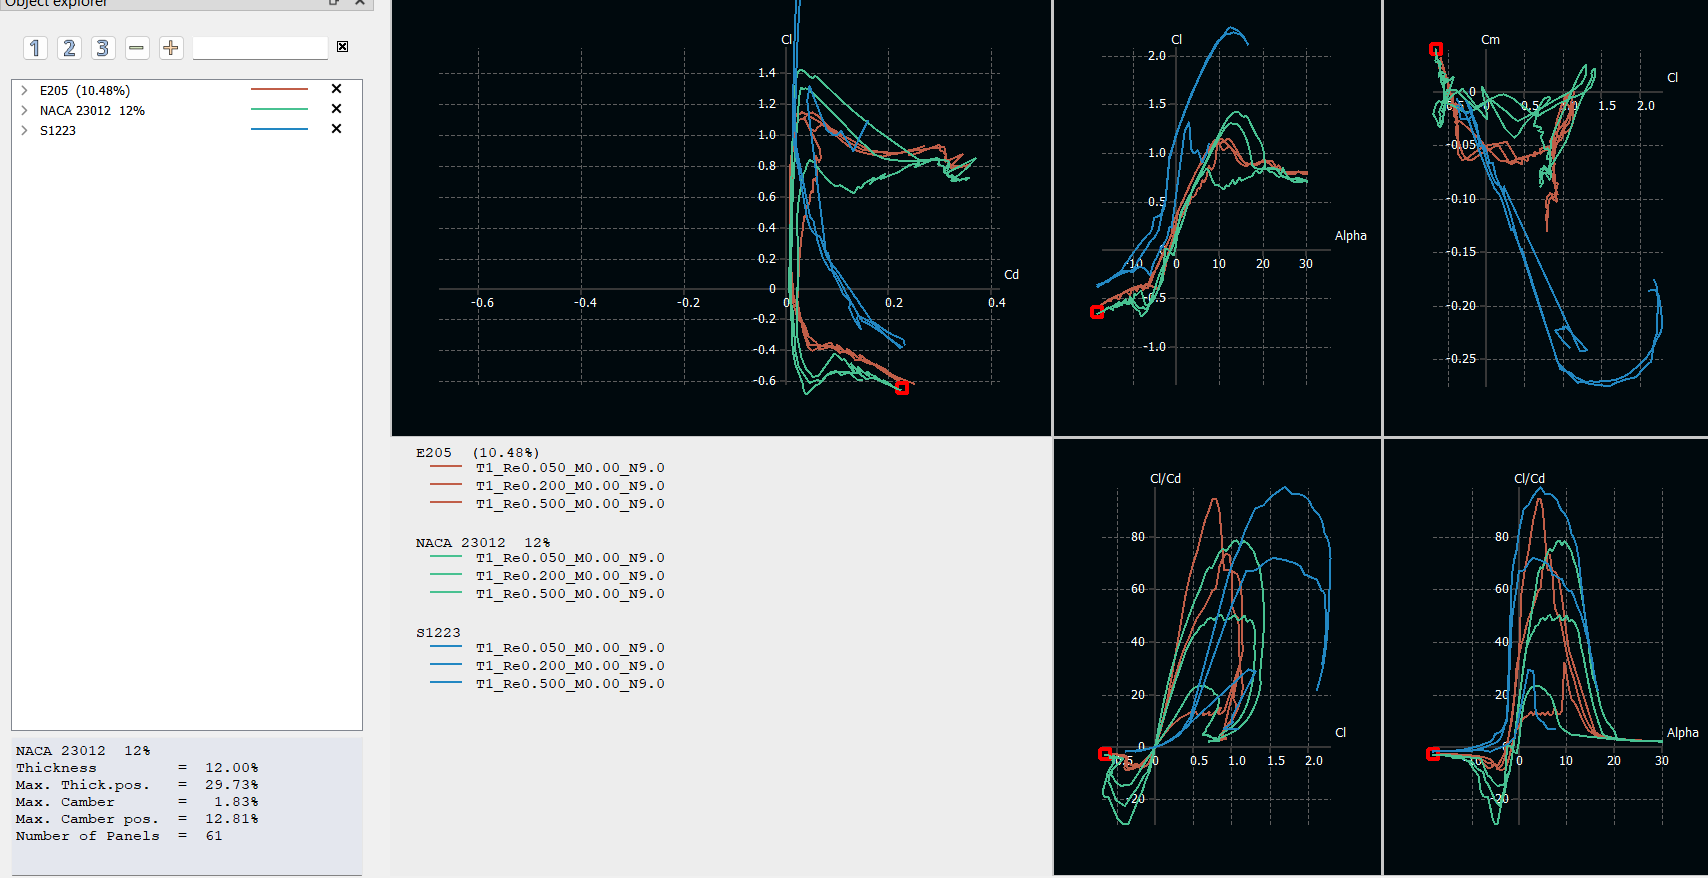 Object explorer
1 2 3
E205 (10.48%)
NACA 23012 12%
S1223
NACA 23012 12%
Thickness = 12.00%
Max. Thick.pos. = 29.73%
Max. Camber = 1.83%
Max. Camber pos. = 12.81%
Number of Panels = 61
Cl
1.4
1.2
1.0
0.8
0.6
0.4
0.2
0
-0.2
-0.4
-0.6
-0.6 -0.4 -0.2 0.2 0.4
Cd
Cl
2.0
1.5
1.0
0.5
-0.5
-1.0
-10 0 10 20 30
Alpha
Cm
0
-0.05
-0.10
-0.15
-0.20
-0.25
0 0.5 1.5 2.0
Cl
E205 (10.48%)
T1_Re0.050_M0.00_N9.0
T1_Re0.200_M0.00_N9.0
T1_Re0.500_M0.00_N9.0
NACA 23012 12%
T1_Re0.050_M0.00_N9.0
T1_Re0.200_M0.00_N9.0
T1_Re0.500_M0.00_N9.0
S1223
T1_Re0.050_M0.00_N9.0
T1_Re0.200_M0.00_N9.0
T1_Re0.500_M0.00_N9.0
Cl/Cd
80
60
40
20
0
-20
0 0.5 1.0 1.5 2.0
Cl
Cl/Cd
80
60
40
20
-20
-10 0 10 20 30
Alpha